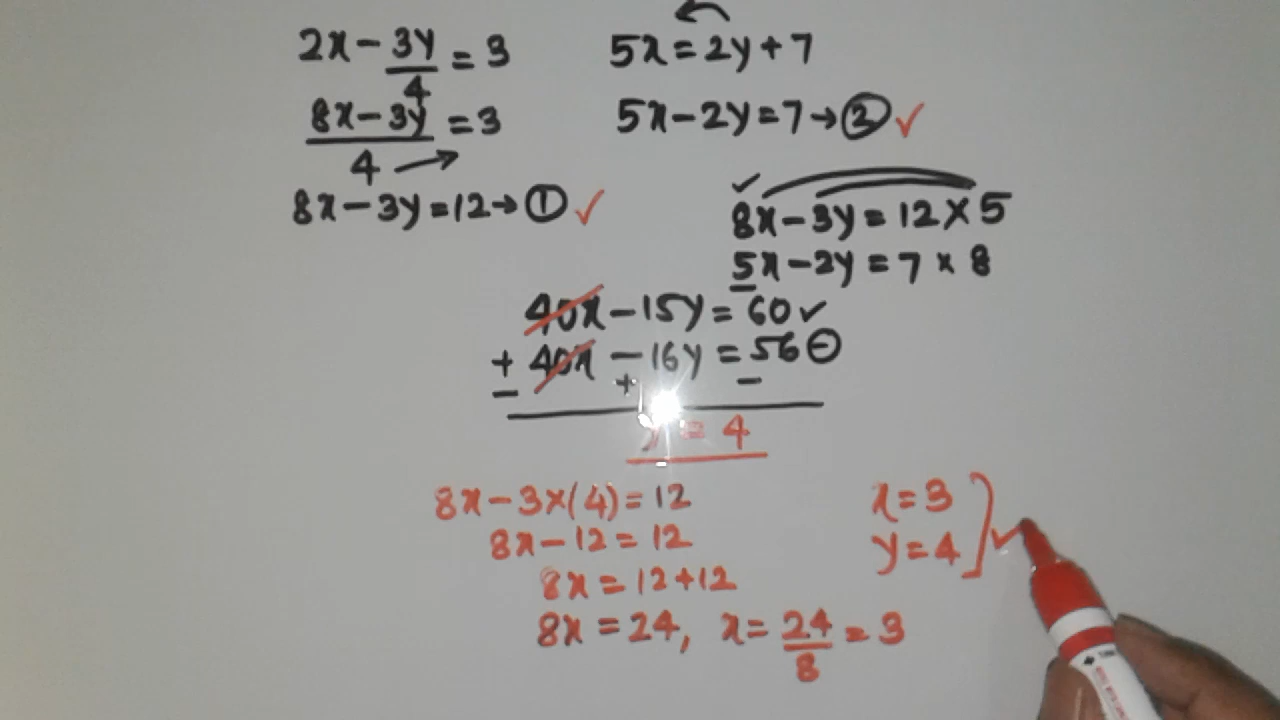 2x - 3y/4 = 3
5x = 2y + 7
8x - 3y/4 = 3
5x - 2y = 7 → ②✓
8x - 3y = 12 → ①✓
✓
8x - 3y = 12 × 5
5x - 2y = 7 × 8
40x - 15y = 60 ✓
+ 40x - 16y = 56 ⊖
- + -
y = 4
8x - 3×(4) = 12
x = 3
8x - 12 = 12
y = 4 ] ✓
8x = 12 + 12
8x = 24, x = 24/8 = 3